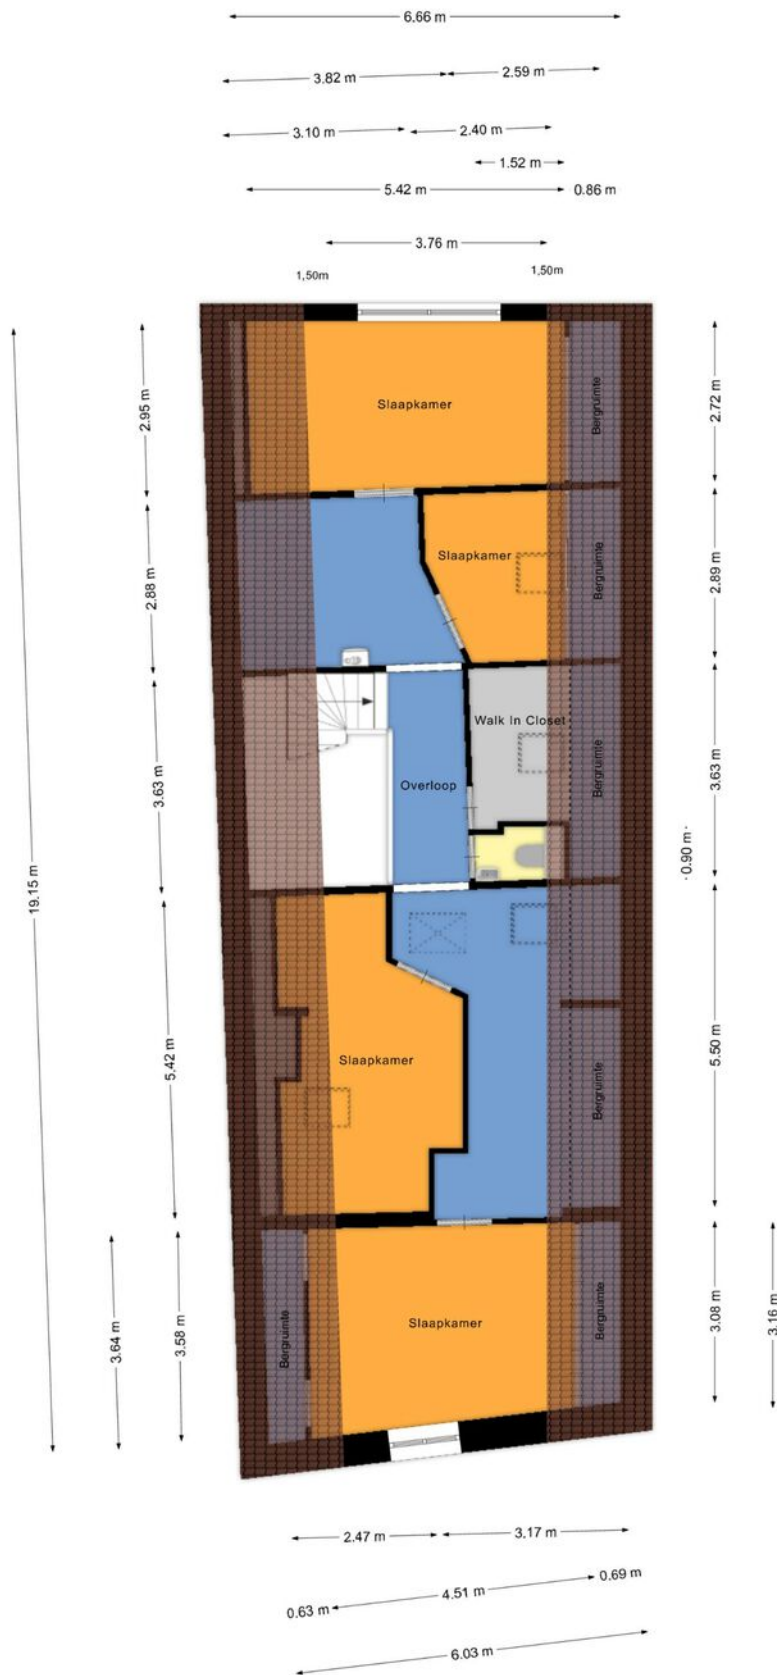 6.66 m
3.82 m
2.59 m
3.10 m
2.40 m
1.52 m
5.42 m
0.86 m
3.76 m
1,50m
1,50m
2.95 m
2.72 m
Slaapkamer
Bergruimte
2.88 m
2.89 m
Slaapkamer
Bergruimte
3.63 m
3.63 m
Walk In Closet
Bergruimte
Overloop
19.15 m
0.90 m
5.42 m
5.50 m
Slaapkamer
Bergruimte
3.64 m
3.58 m
Bergruimte
Slaapkamer
Bergruimte
3.08 m
3.16 m
2.47 m
3.17 m
0.63 m
4.51 m
0.69 m
6.03 m